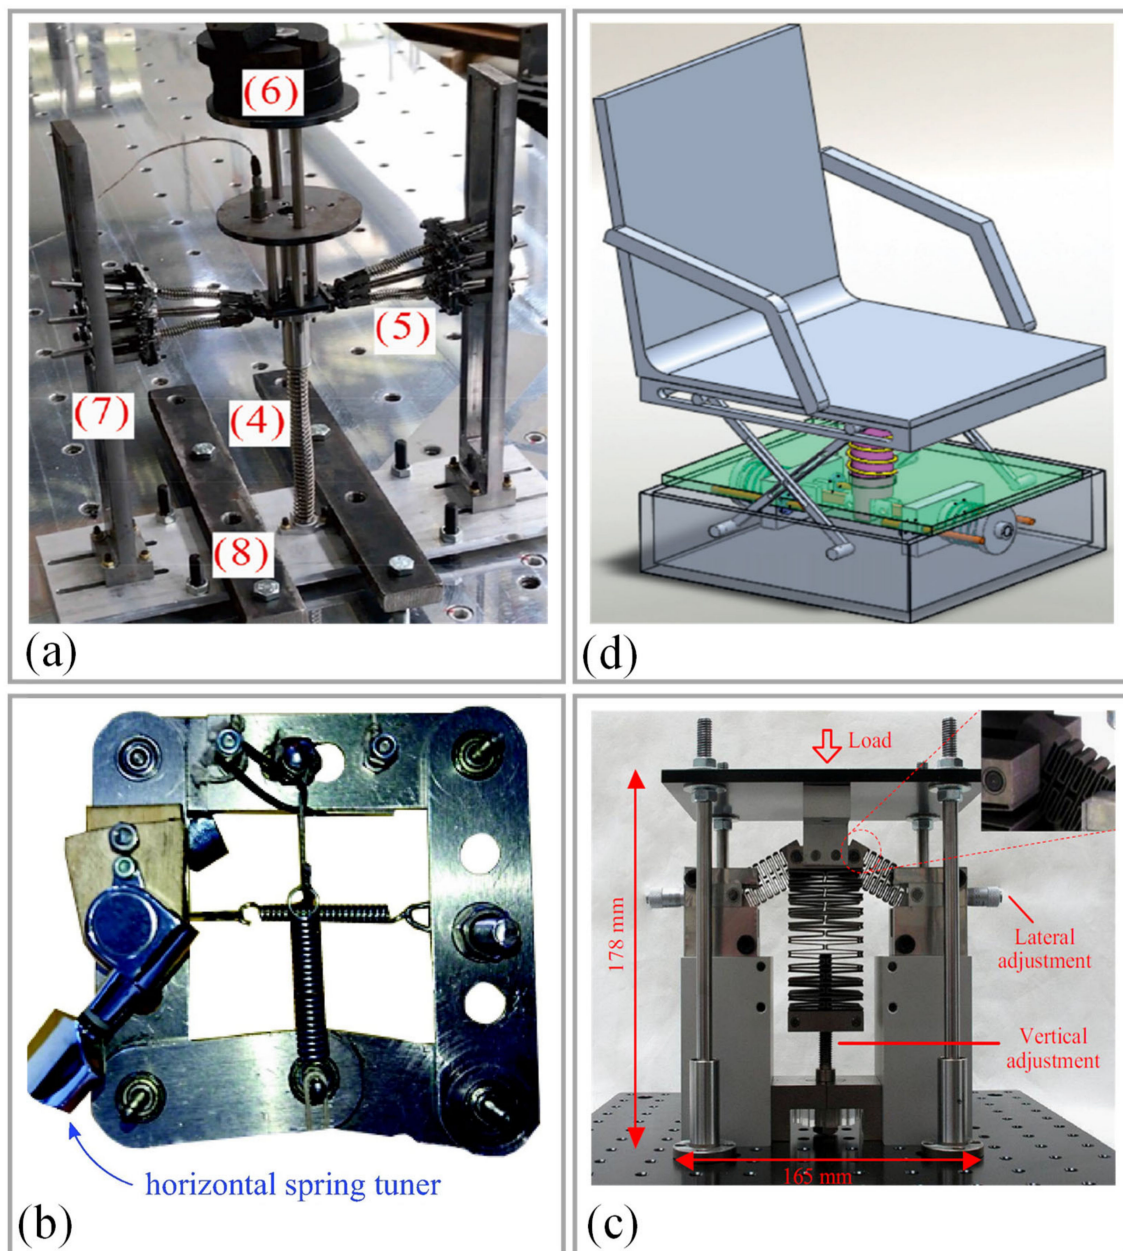 (6)
(5)
(7)
(4)
(8)
(a)
(d)
horizontal spring tuner
(b)
Load
178 mm
Lateral
adjustment
Vertical
adjustment
165 mm
(c)